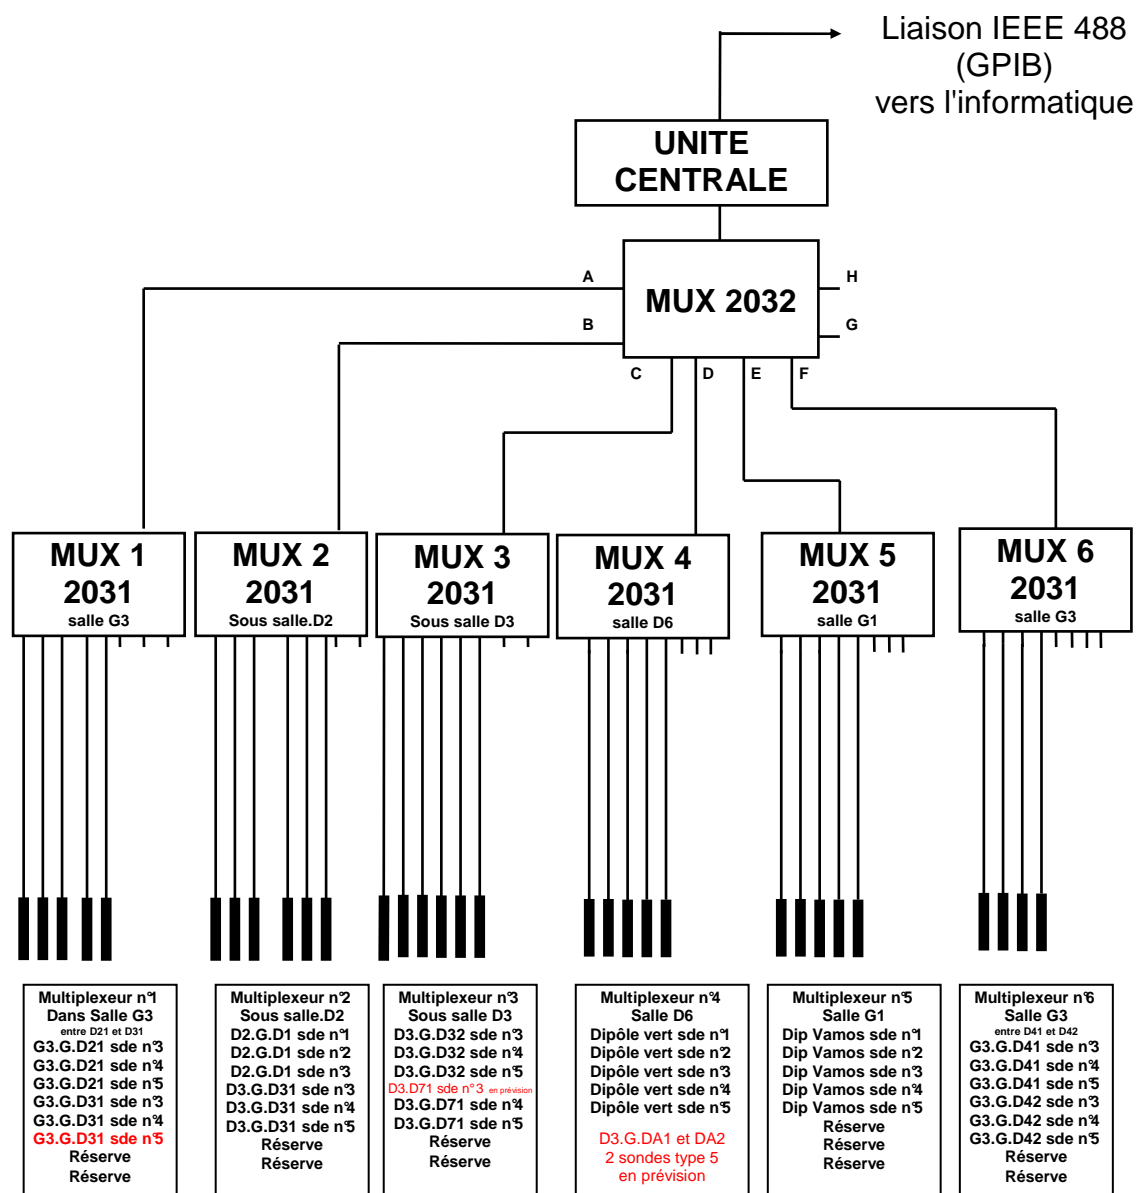 Liaison IEEE 488
(GPIB)
vers l'informatique
UNITE
CENTRALE
MUX 2032
A
B
C
D
E
F
G
H
MUX 1
2031
salle G3
MUX 2
2031
Sous salle.D2
MUX 3
2031
Sous salle D3
MUX 4
2031
salle D6
MUX 5
2031
salle G1
MUX 6
2031
salle G3
Multiplexeur n°1
Dans Salle G3
entre D21 et D31
G3.G.D21 sde n°3
G3.G.D21 sde n°4
G3.G.D21 sde n°5
G3.G.D31 sde n°3
G3.G.D31 sde n°4
G3.G.D31 sde n°5
Réserve
Réserve
Multiplexeur n°2
Sous salle.D2
D2.G.D1 sde n°1
D2.G.D1 sde n°2
D2.G.D1 sde n°3
D3.G.D31 sde n°3
D3.G.D31 sde n°4
D3.G.D31 sde n°5
Réserve
Réserve
Multiplexeur n°3
Sous salle D3
D3.G.D32 sde n°3
D3.G.D32 sde n°4
D3.G.D32 sde n°5
D3.D71 sde n° 3 en prévision
D3.G.D71 sde n°4
D3.G.D71 sde n°5
Réserve
Réserve
Multiplexeur n°4
Salle D6
Dipôle vert sde n°1
Dipôle vert sde n°2
Dipôle vert sde n°3
Dipôle vert sde n°4
Dipôle vert sde n°5
D3.G.DA1 et DA2
2 sondes type 5
en prévision
Multiplexeur n°5
Salle G1
Dip Vamos sde n°1
Dip Vamos sde n°2
Dip Vamos sde n°3
Dip Vamos sde n°4
Dip Vamos sde n°5
Réserve
Réserve
Réserve
Multiplexeur n°6
Salle G3
entre D41 et D42
G3.G.D41 sde n°3
G3.G.D41 sde n°4
G3.G.D41 sde n°5
G3.G.D42 sde n°3
G3.G.D42 sde n°4
G3.G.D42 sde n°5
Réserve
Réserve